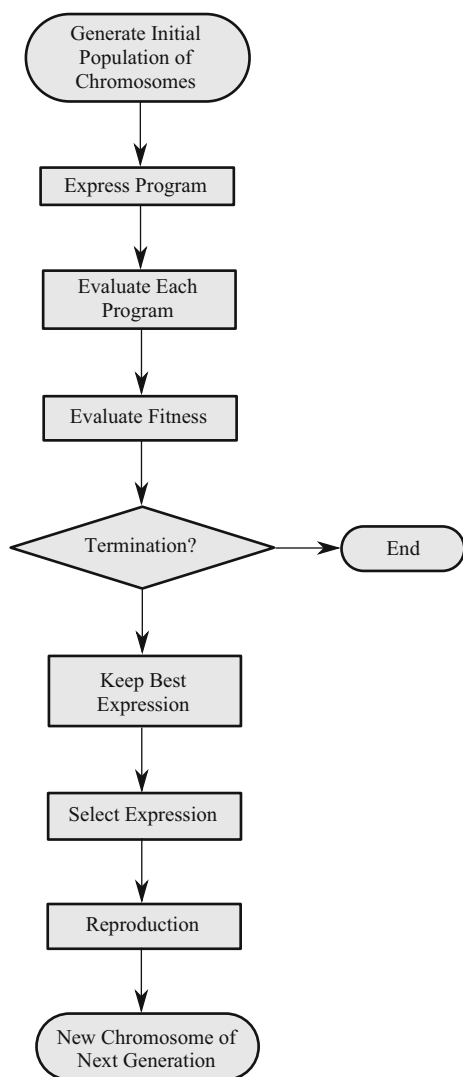 Generate Initial
Population of
Chromosomes
Express Program
Evaluate Each
Program
Evaluate Fitness
Termination?
End
Keep Best
Expression
Select Expression
Reproduction
New Chromosome of
Next Generation